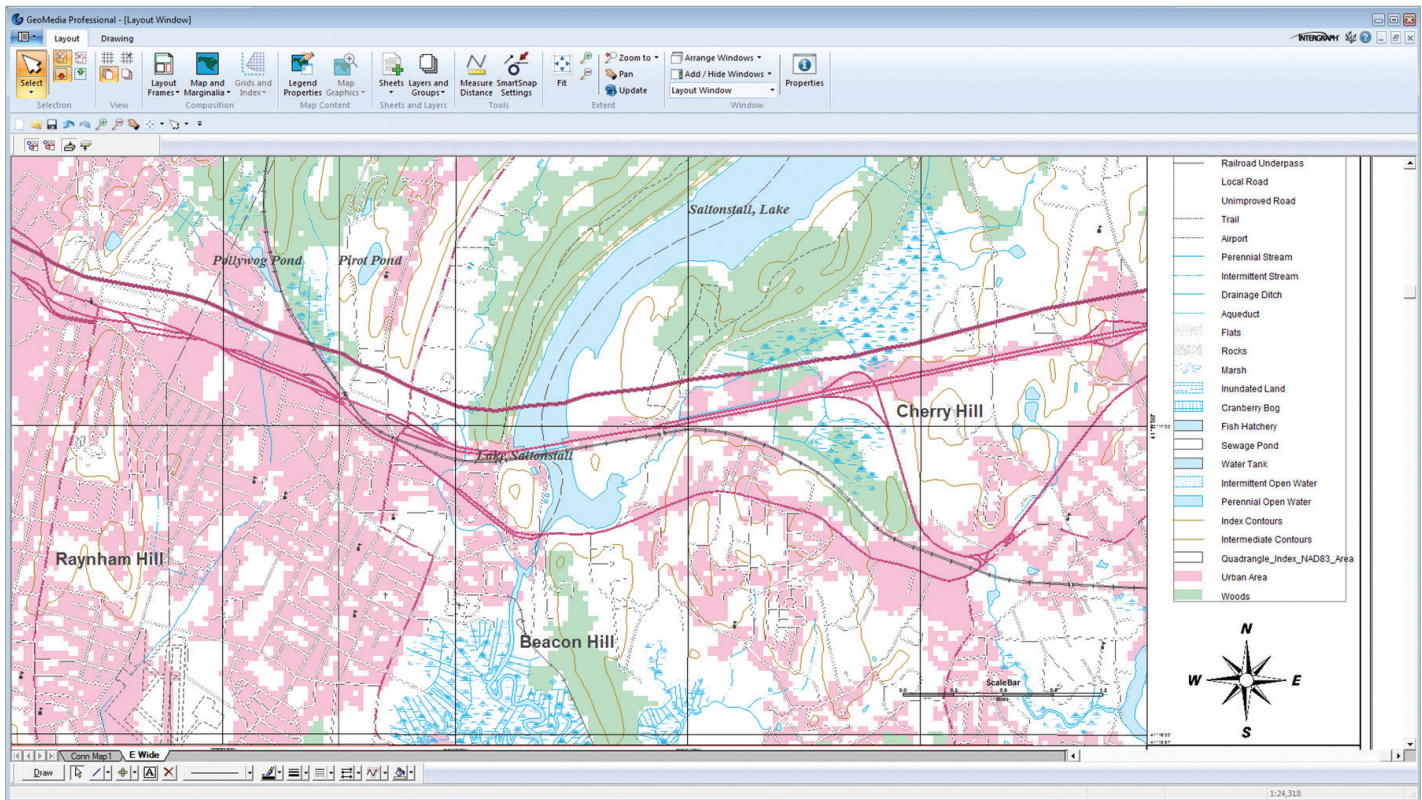 GeoMedia Professional - [Layout Window]
Layout Drawing
INTERGRAPH
Select
Layout Frames
Map and Marginalia
Grids and Index
Legend Properties
Map Graphics
Sheets
Layers and Groups
Measure Distance
SmartSnap Settings
Fit
Zoom to
Pan
Update
Arrange Windows
Add / Hide Windows
Layout Window
Properties
Selection View Composition Map Content Sheets and Layers Tools Extent Window
Saltonstall, Lake
Pollywog Pond
Pirot Pond
Cherry Hill
Lake Saltonstall
Raynham Hill
Beacon Hill
ScaleBar
Railroad Underpass
Local Road
Unimproved Road
Trail
Airport
Perennial Stream
Intermittent Stream
Drainage Ditch
Aqueduct
Flats
Rocks
Marsh
Inundated Land
Cranberry Bog
Fish Hatchery
Sewage Pond
Water Tank
Intermittent Open Water
Perennial Open Water
Index Contours
Intermediate Contours
Quadrangle_Index_NAD83_Area
Urban Area
Woods
N
W E
S
Conn Map1 E Wide
Draw
A
1:24,318